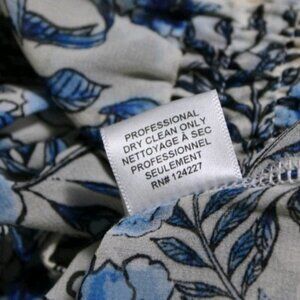 PROFESSIONAL
DRY CLEAN ONLY
NETTOYAGE À SEC
PROFESSIONNEL
SEULEMENT
RN# 124227